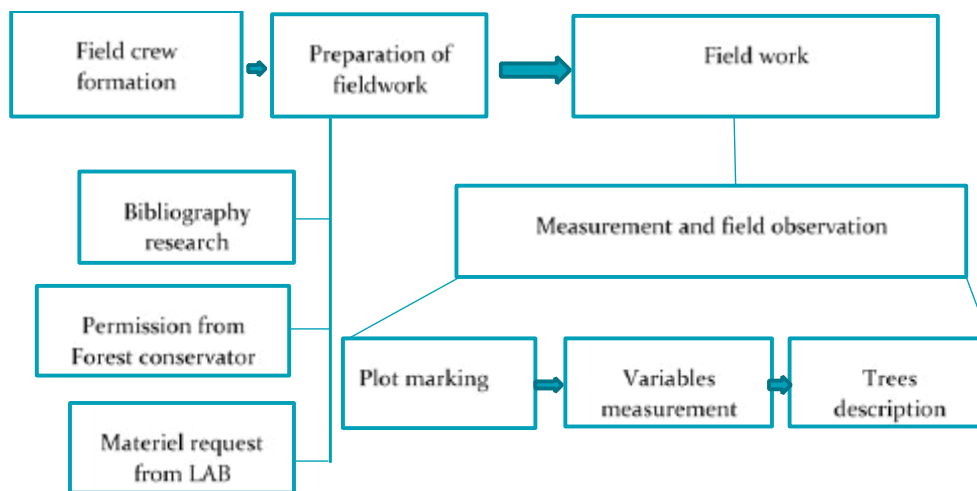 Field crew
formation
Preparation of
fieldwork
Field work
Bibliography
research
Permission from
Forest conservator
Materiel request
from LAB
Measurement and field observation
Plot marking
Variables
measurement
Trees
description